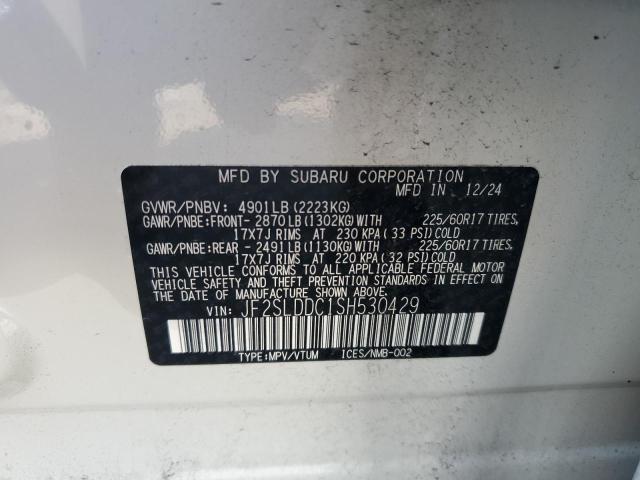 MFD BY SUBARU CORPORATION
MFD IN 12/24
GVWR/PNBV: 4901LB(2223KG)
GAWR/PNBE:FRONT-2870LB(1302KG)WITH 225/60R17 TIRES,
17X7J RIMS AT 230 KPA(33 PSI)COLD
GAWR/PNBE:REAR -2491LB(1130KG)WITH 225/60R17 TIRES,
17X7J RIMS AT 220 KPA(32 PSI)COLD
THIS VEHICLE CONFORMS TO ALL APPLICABLE FEDERAL MOTOR
VEHICLE SAFETY AND THEFT PREVENTION STANDARDS IN EFFECT
ON THE DATE OF MANUFACTURE SHOWN ABOVE.
VIN: JF2SLDDC1SH530429
TYPE:MPV/VTUM ICES/NMB-002